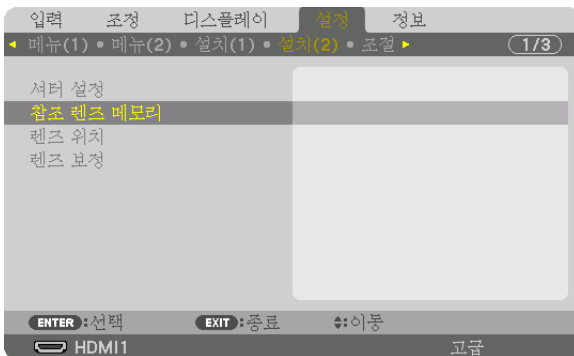 입력 조정 디스플레이 설정 정보
메뉴(1) 메뉴(2) 설치(1) 설치(2) 조절 1/3
셔터 설정
참조 렌즈 메모리
렌즈 위치
렌즈 보정
ENTER :선택 EXIT :종료 :이동
HDMI1 고급